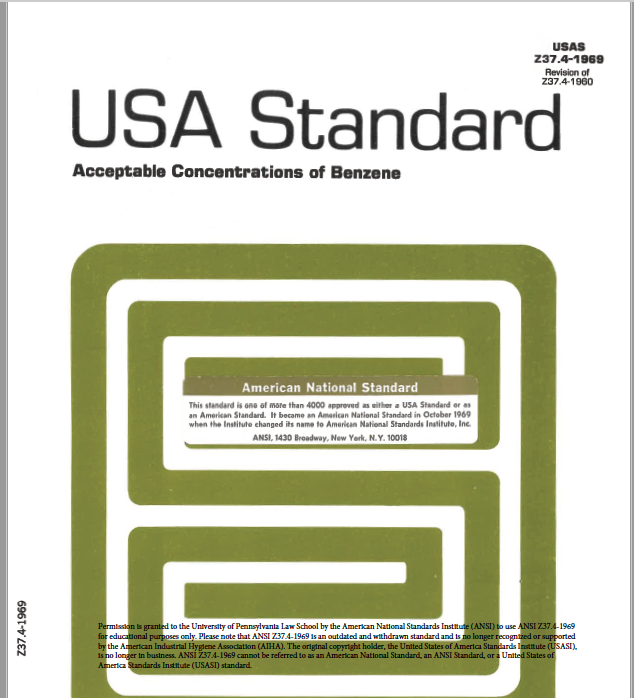 USAS
Z37.4-1969
Revision of
Z37.4-1960
USA Standard
Acceptable Concentrations of Benzene
American National Standard
This standard is one of more than 4000 approved as either a USA Standard or as
an American Standard. It became an American National Standard in October 1969
when the Institute changed its name to American National Standards Institute, Inc.
ANSI, 1430 Broadway, New York, N.Y. 10018
Z37.4-1969
Permission is granted to the University of Pennsylvania Law School by the American National Standards Institute (ANSI) to use ANSI Z37.4-1969
for educational purposes only. Please note that ANSI Z37.4-1969 is an outdated and withdrawn standard and is no longer recognized or supported
by the American Industrial Hygiene Association (AIHA). The original copyright holder, the United States of America Standards Institute (USASI),
is no longer in business. ANSI Z37.4-1969 cannot be referred to as an American National Standard, an ANSI Standard, or a United States of
America Standards Institute (USASI) standard.